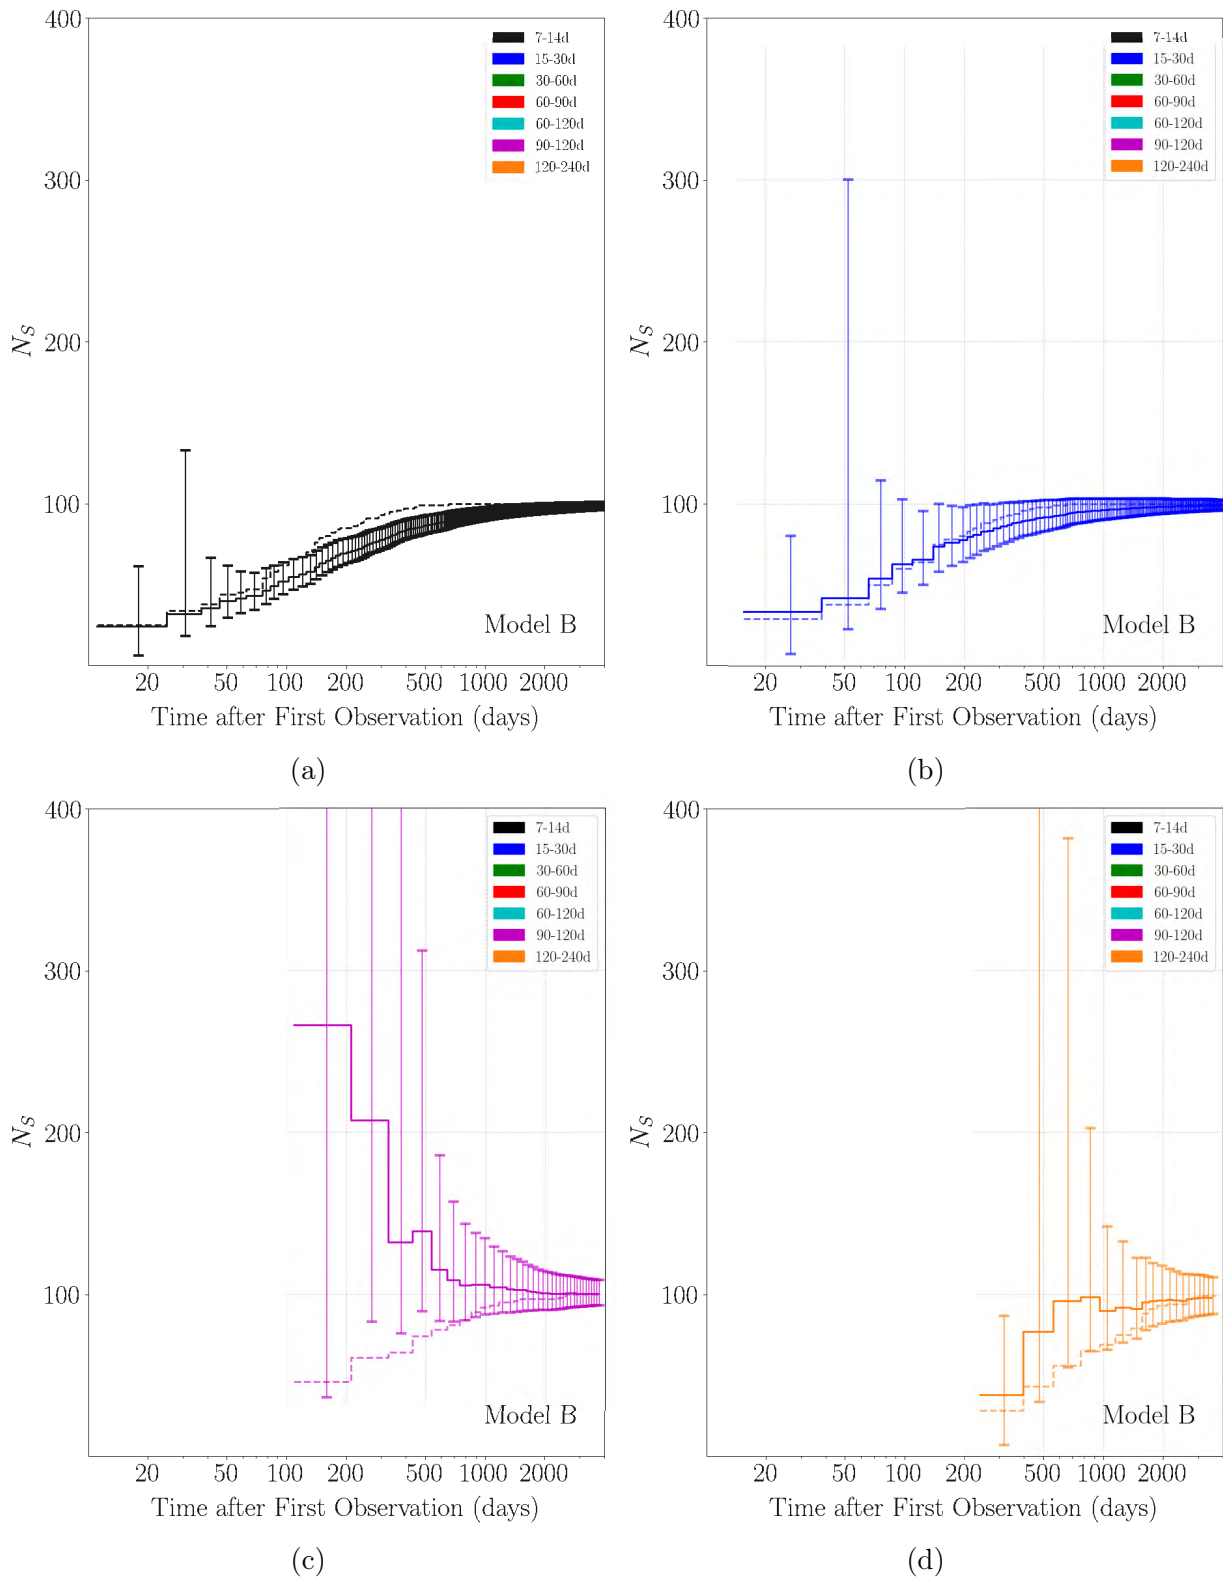 400
300
200
100
N_S
7-14d
15-30d
30-60d
60-90d
60-120d
90-120d
120-240d
Model B
20 50 100 200 500 1000 2000
Time after First Observation (days)
(a)
400
300
200
100
N_S
7-14d
15-30d
30-60d
60-90d
60-120d
90-120d
120-240d
Model B
20 50 100 200 500 1000 2000
Time after First Observation (days)
(b)
400
300
200
100
N_S
7-14d
15-30d
30-60d
60-90d
60-120d
90-120d
120-240d
Model B
20 50 100 200 500 1000 2000
Time after First Observation (days)
(c)
400
300
200
100
N_S
7-14d
15-30d
30-60d
60-90d
60-120d
90-120d
120-240d
Model B
20 50 100 200 500 1000 2000
Time after First Observation (days)
(d)